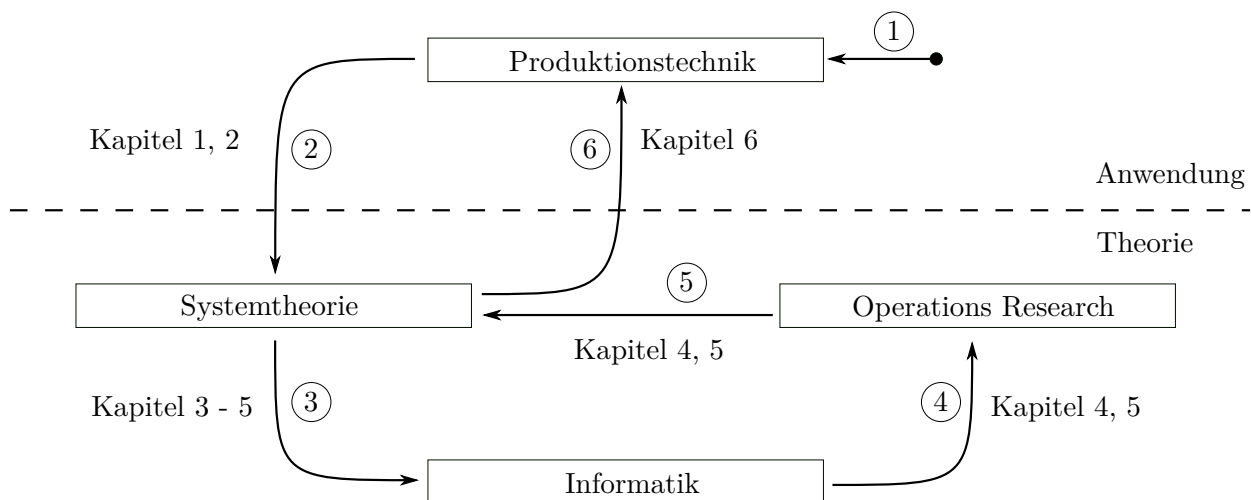 1
Produktionstechnik
Kapitel 1, 2
2
6
Kapitel 6
Anwendung
Theorie
Systemtheorie
5
Operations Research
Kapitel 4, 5
Kapitel 3 - 5
3
4
Kapitel 4, 5
Informatik